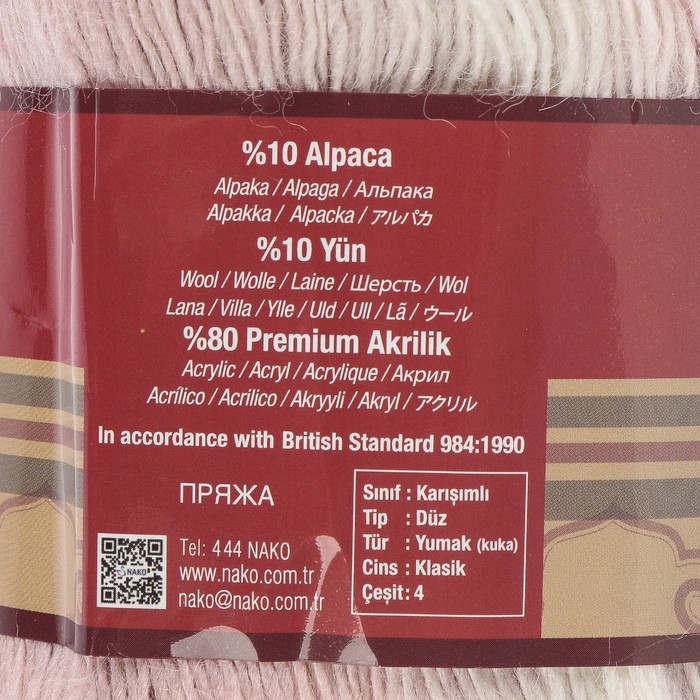 %10 Alpaca
Alpaka / Alpaga / Альпака
Alpakka / Alpacka / アルパカ
%10 Yün
Wool / Wolle / Laine / Шерсть / Wol
Lana / Villa / Ylle / Uld / Ull / Lã / ウール
%80 Premium Akrilik
Acrylic / Acryl / Acrylique / Акрил
Acrílico / Acrilico / Akryyli / Akryl / アクリル
In accordance with British Standard 984:1990
ПРЯЖА
Sınıf : Karışımlı
Tip : Düz
Tür : Yumak (kuka)
Cins : Klasik
Çeşit : 4
NAKO
Tel: 444 NAKO
www.nako.com.tr
nako@nako.com.tr